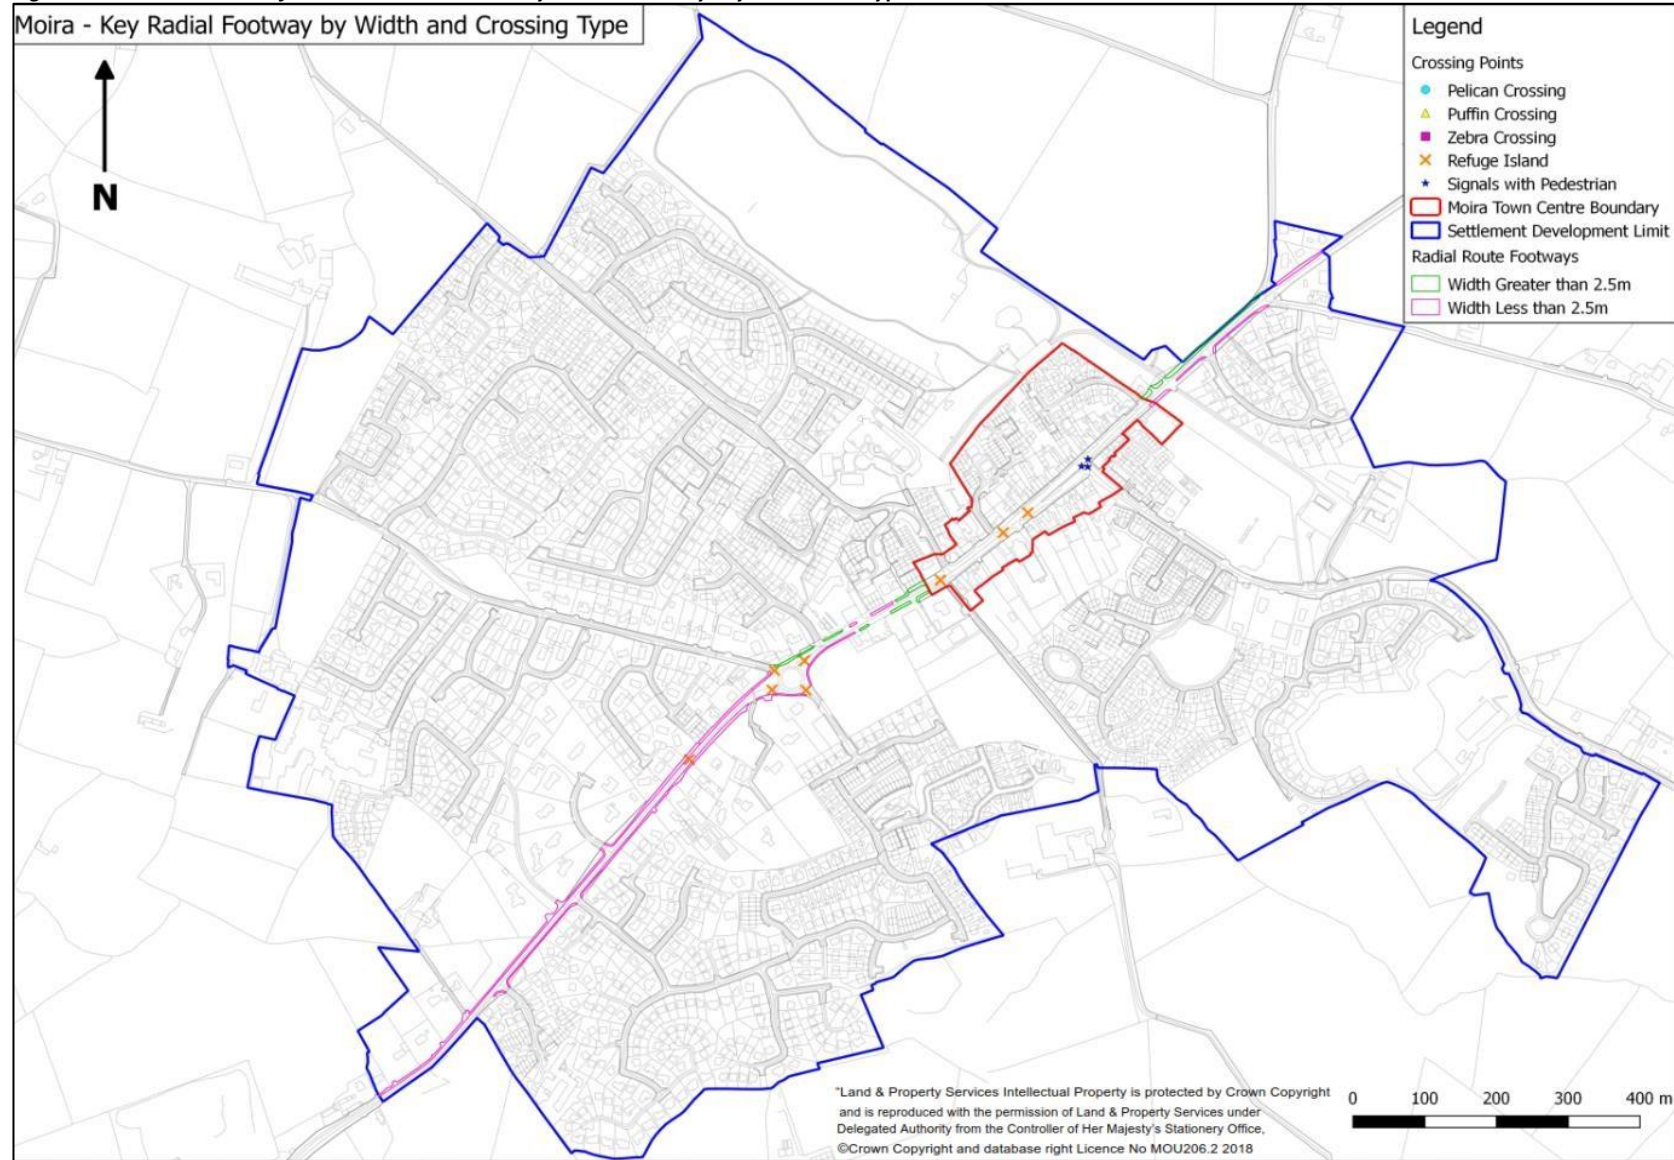 Moira - Key Radial Footway by Width and Crossing Type
N
Legend
Crossing Points
Pelican Crossing
Puffin Crossing
Zebra Crossing
Refuge Island
Signals with Pedestrian
Moira Town Centre Boundary
Settlement Development Limit
Radial Route Footways
Width Greater than 2.5m
Width Less than 2.5m
"Land & Property Services Intellectual Property is protected by Crown Copyright
and is reproduced with the permission of Land & Property Services under
Delegated Authority from the Controller of Her Majesty's Stationery Office,
©Crown Copyright and database right Licence No MOU206.2 2018
0 100 200 300 400 m